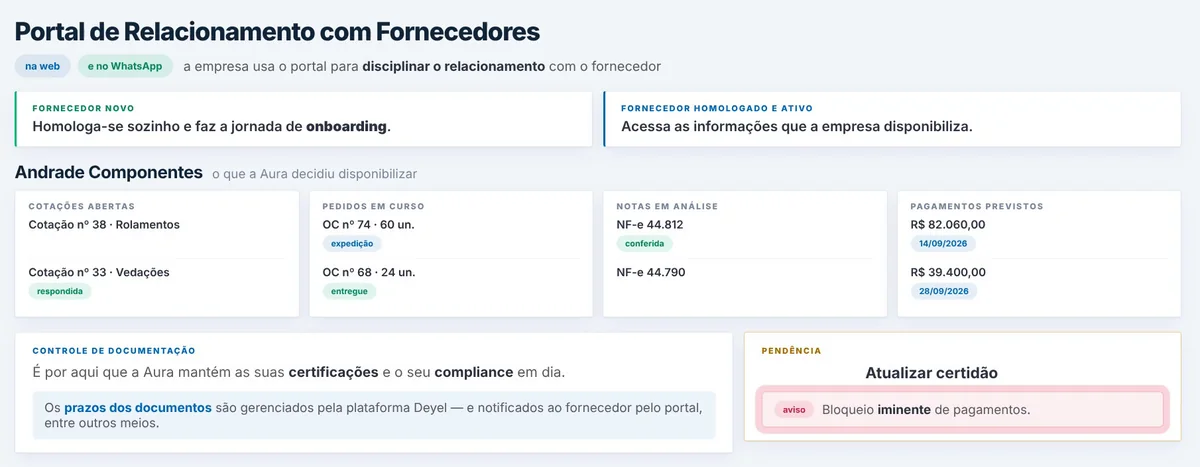 Portal de Relacionamento com Fornecedores
na web e no WhatsApp a empresa usa o portal para disciplinar o relacionamento com o fornecedor
FORNECEDOR NOVO
Homologa-se sozinho e faz a jornada de onboarding.
FORNECEDOR HOMOLOGADO E ATIVO
Acessa as informações que a empresa disponibiliza.
Andrade Componentes o que a Aura decidiu disponibilizar
COTAÇÕES ABERTAS
Cotação nº 38 · Rolamentos
Cotação nº 33 · Vedações
respondida
PEDIDOS EM CURSO
OC nº 74 · 60 un.
expedição
OC nº 68 · 24 un.
entregue
NOTAS EM ANÁLISE
NF-e 44.812
conferida
NF-e 44.790
PAGAMENTOS PREVISTOS
R$ 82.060,00
14/09/2026
R$ 39.400,00
28/09/2026
CONTROLE DE DOCUMENTAÇÃO
É por aqui que a Aura mantém as suas certificações e o seu compliance em dia.
Os prazos dos documentos são gerenciados pela plataforma Deyel — e notificados ao fornecedor pelo portal,
entre outros meios.
PENDÊNCIA
Atualizar certidão
aviso Bloqueio iminente de pagamentos.